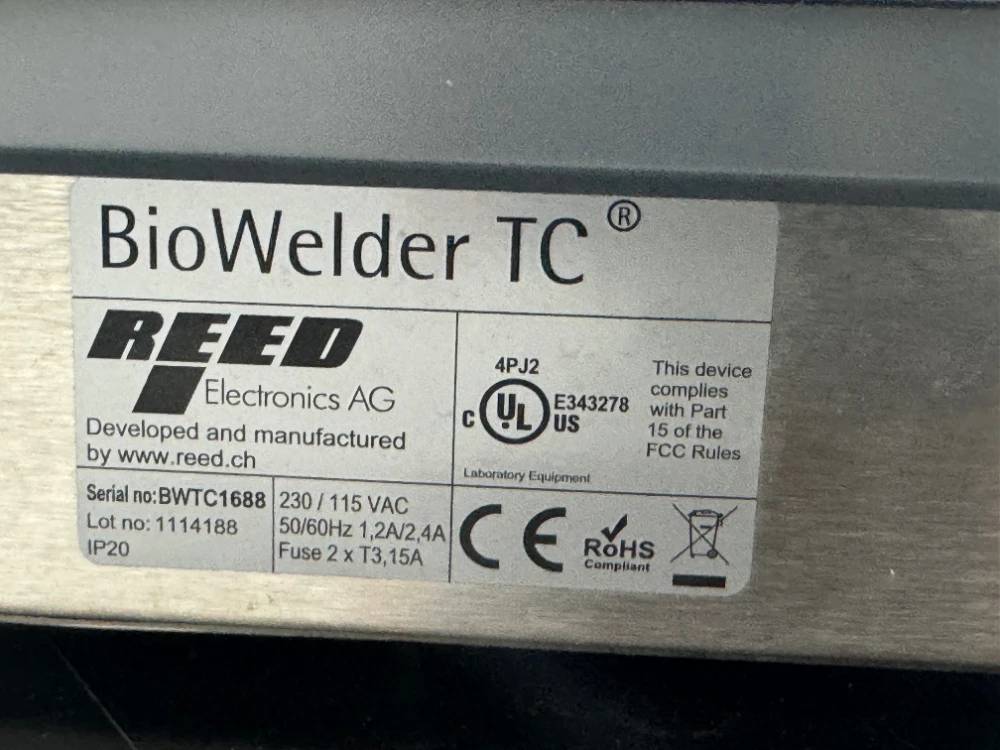 BioWelder TC ®
REED
Electronics AG
Developed and manufactured
by www.reed.ch
4PJ2
C UL US
E343278
Laboratory Equipment
This device
complies
with Part
15 of the
FCC Rules
Serial no:BWTC1688
Lot no: 1114188
IP20
230 / 115 VAC
50/60Hz 1,2A/2,4A
Fuse 2 x T3,15A
CE
RoHS
Compliant